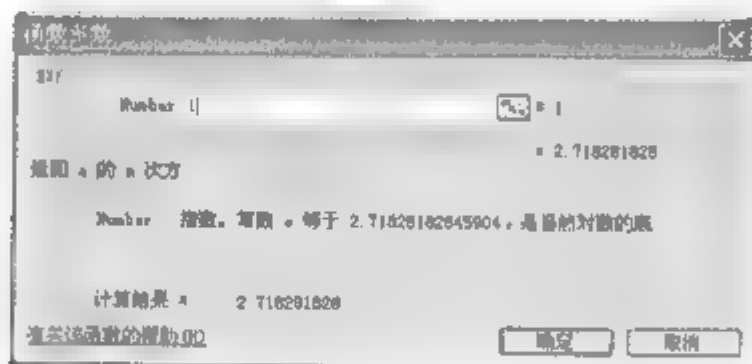 函数参数
EXP
Number 1 = 1
= 2.718281828
返回 e 的 n 次方
Number 指数。常数 e 等于 2.71828182845904，是自然对数的底
计算结果 = 2.718281828
有关该函数的帮助(H) 确定 取消